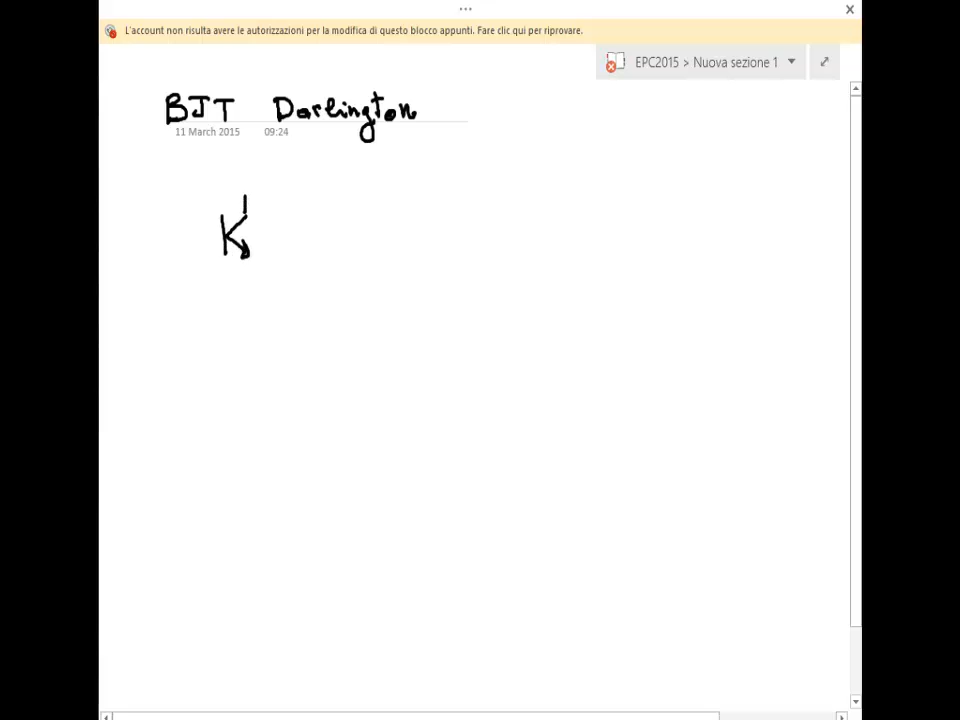 L'account non risulta avere le autorizzazioni per la modifica di questo blocco appunti. Fare clic qui per riprovare.
EPC2015 > Nuova sezione 1
BJT Darlington
11 March 2015 09:24